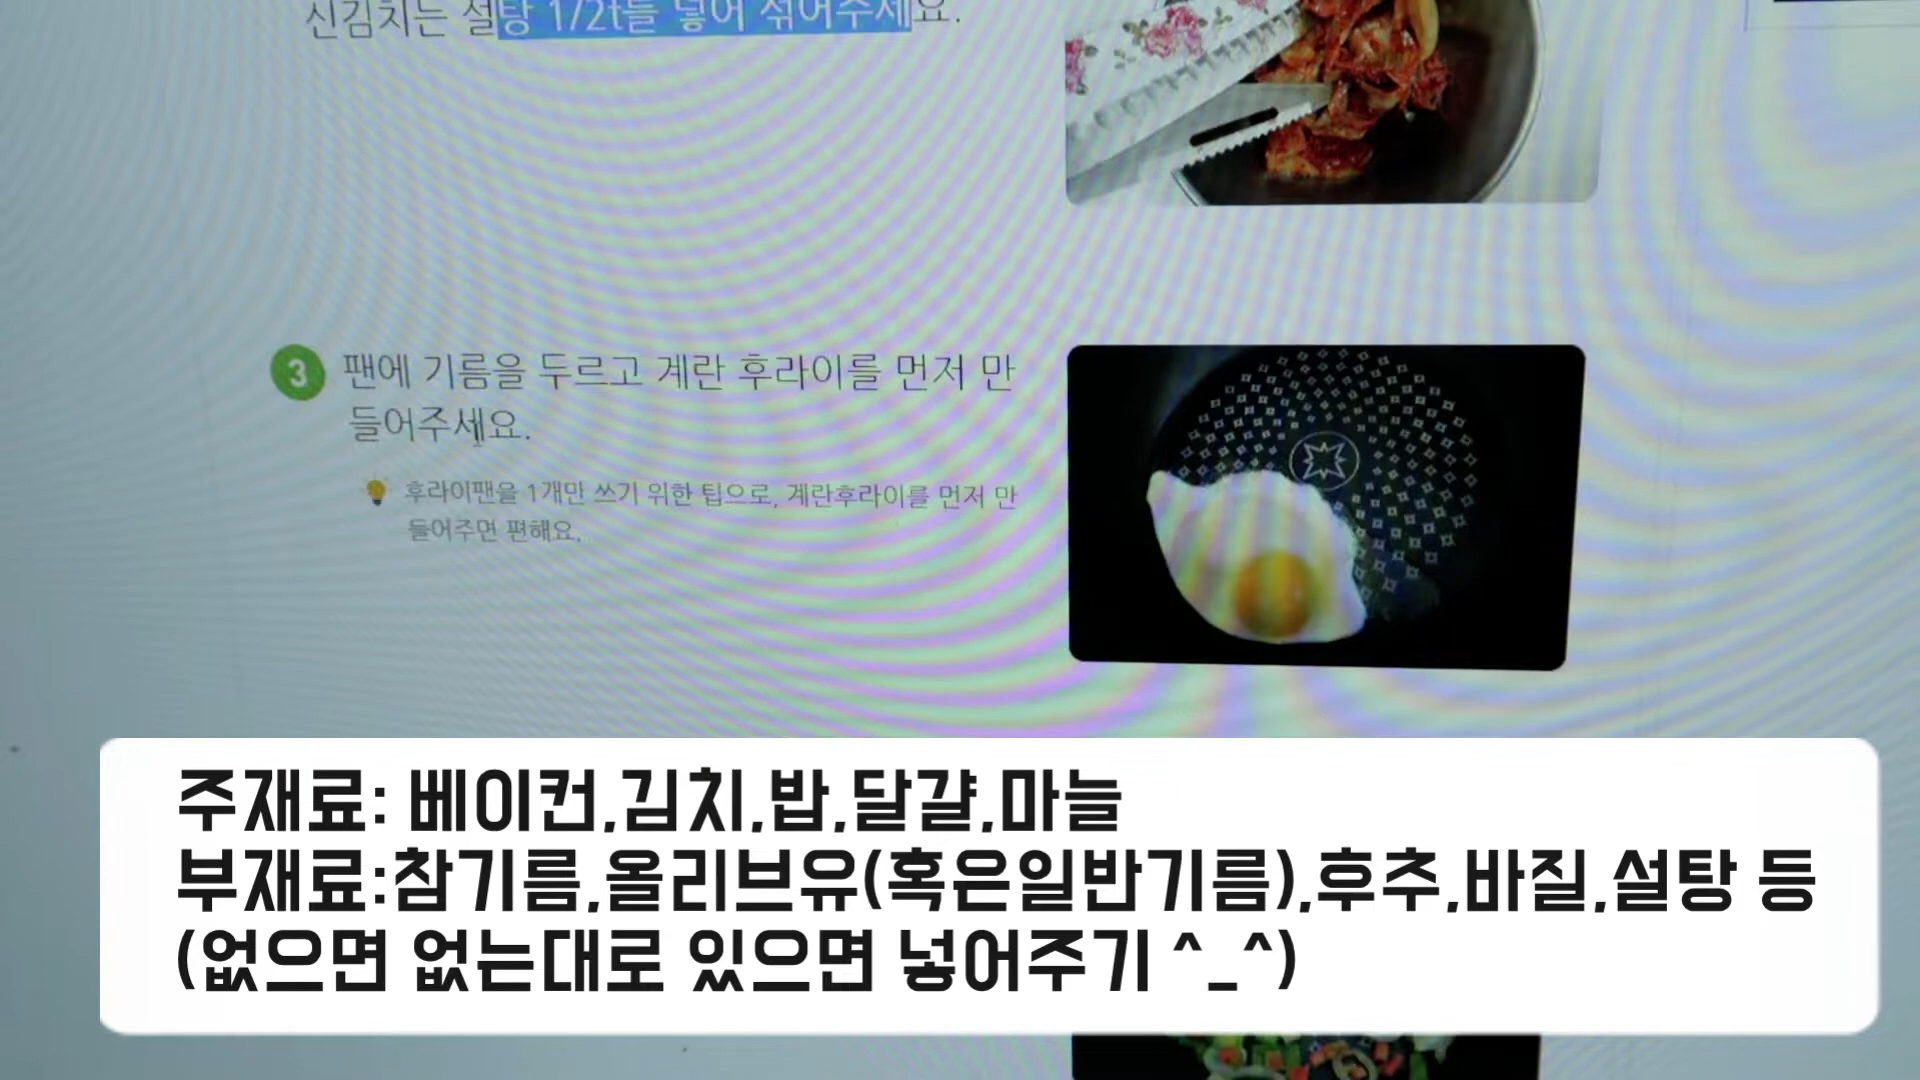 신김치는 설탕 1/2t를 넣어 섞어주세요.
3 팬에 기름을 두르고 계란 후라이를 먼저 만
들어주세요.
후라이팬을 1개만 쓰기 위한 팁으로, 계란후라이를 먼저 만
들어주면 편해요.
주재료: 베이컨,김치,밥,달걀,마늘
부재료:참기름,올리브유(혹은일반기름),후추,바질,설탕 등
(없으면 없는대로 있으면 넣어주기 ^_^)